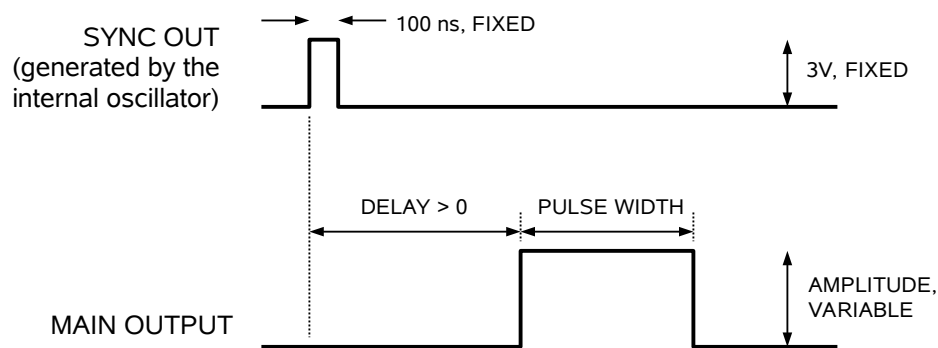 100 ns, FIXED
SYNC OUT
(generated by the
internal oscillator)
3V, FIXED
DELAY > 0
PULSE WIDTH
AMPLITUDE,
VARIABLE
MAIN OUTPUT